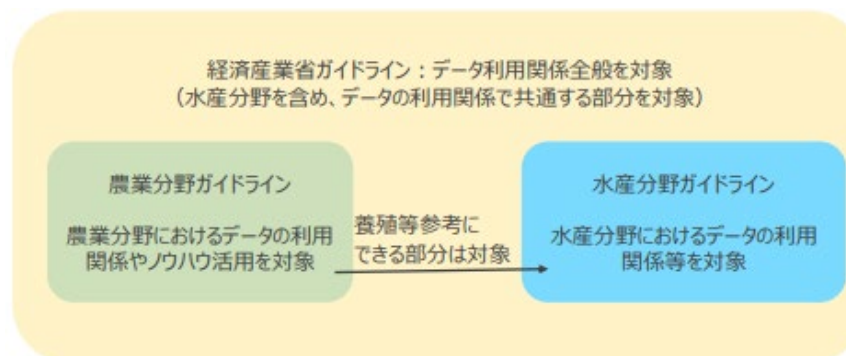 経済産業省ガイドライン：データ利用関係全般を対象
（水産分野を含め、データの利用関係で共通する部分を対象）
農業分野ガイドライン
農業分野におけるデータの利用
関係やノウハウ活用を対象
養殖等参考に
できる部分は対象
水産分野ガイドライン
水産分野におけるデータの利用
関係等を対象